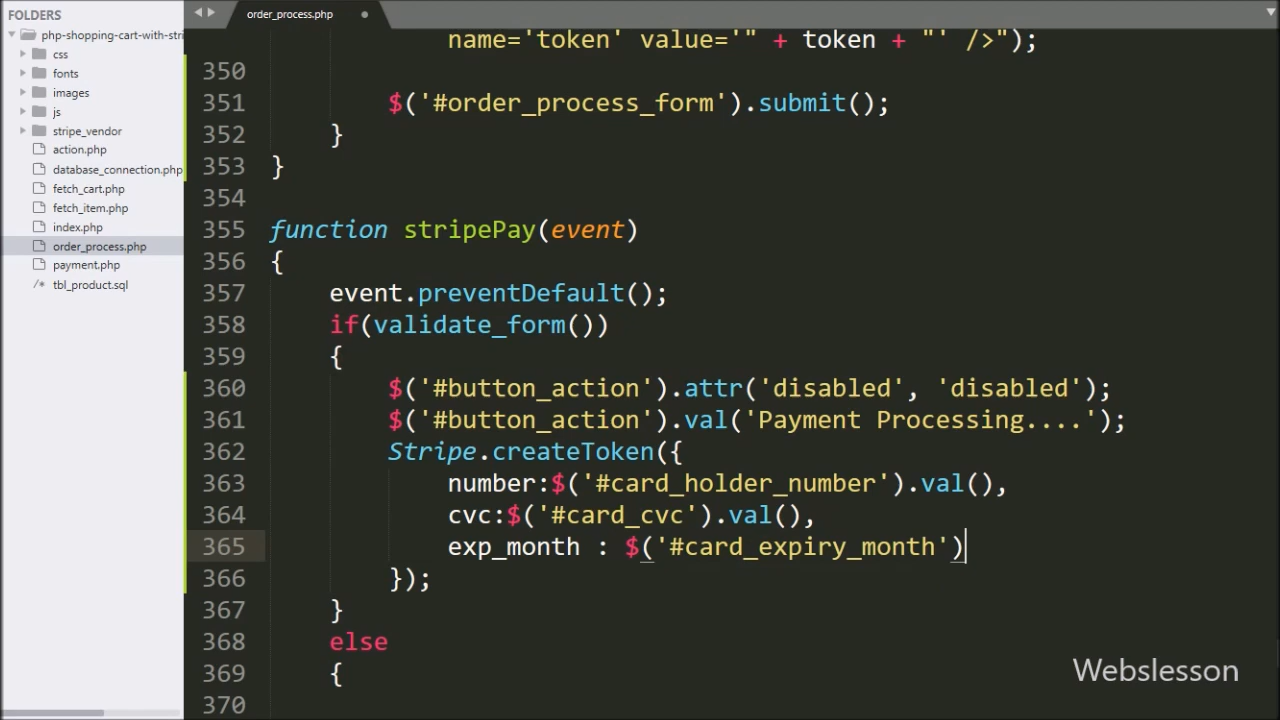 FOLDERS
php-shopping-cart-with-stri
css
fonts
images
js
stripe_vendor
action.php
database_connection.php
fetch_cart.php
fetch_item.php
index.php
order_process.php
payment.php
tbl_product.sql
order_process.php
name='token' value='" + token + "' />");
350
351 $('#order_process_form').submit();
352 }
353 }
354
355 function stripePay(event)
356 {
357 event.preventDefault();
358 if(validate_form())
359 {
360 $('#button_action').attr('disabled', 'disabled');
361 $('#button_action').val('Payment Processing....');
362 Stripe.createToken({
363 number:$('#card_holder_number').val(),
364 cvc:$('#card_cvc').val(),
365 exp_month : $('#card_expiry_month')
366 });
367 }
368 else
369 {
370
Webslesson